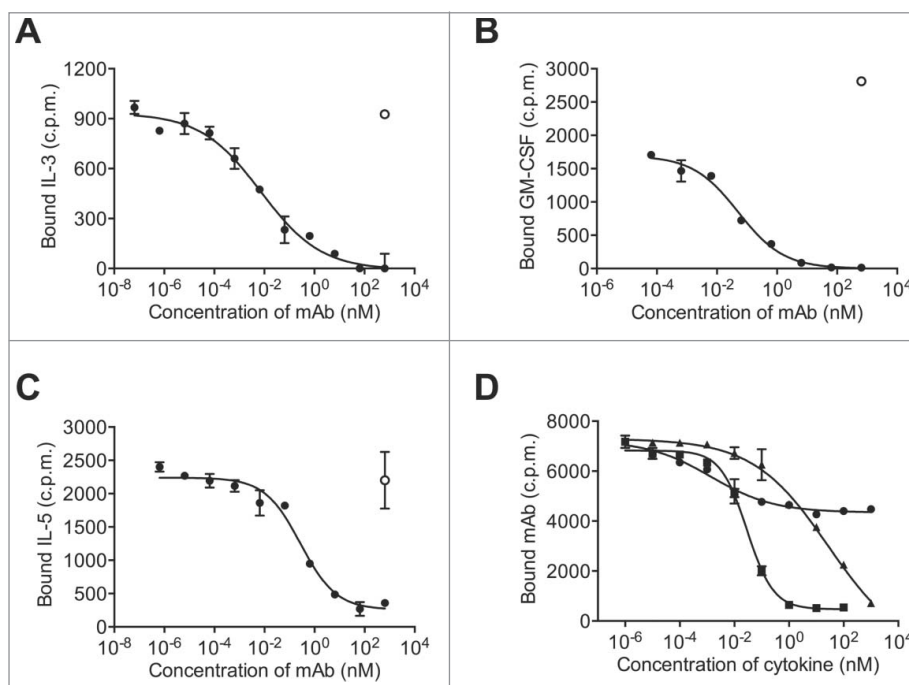 A
Bound IL-3 (c.p.m.)
1200
900
600
300
0
10⁻⁸ 10⁻⁶ 10⁻⁴ 10⁻² 10⁰ 10² 10⁴
Concentration of mAb (nM)
B
Bound GM-CSF (c.p.m.)
3000
2500
2000
1500
1000
500
0
10⁻⁶ 10⁻⁴ 10⁻² 10⁰ 10² 10⁴
Concentration of mAb (nM)
C
Bound IL-5 (c.p.m.)
3000
2500
2000
1500
1000
500
0
10⁻⁸ 10⁻⁶ 10⁻⁴ 10⁻² 10⁰ 10² 10⁴
Concentration of mAb (nM)
D
Bound mAb (c.p.m.)
8000
6000
4000
2000
0
10⁻⁶ 10⁻⁴ 10⁻² 10⁰ 10² 10⁴
Concentration of cytokine (nM)